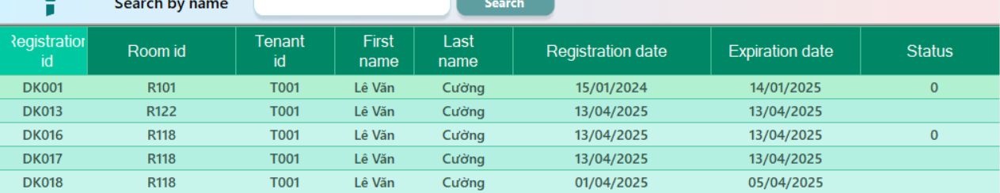 Search by name Search
Registration id Room id Tenant id First name Last name Registration date Expiration date Status
DK001 R101 T001 Lê Văn Cường 15/01/2024 14/01/2025 0
DK013 R122 T001 Lê Văn Cường 13/04/2025 13/04/2025
DK016 R118 T001 Lê Văn Cường 13/04/2025 13/04/2025 0
DK017 R118 T001 Lê Văn Cường 13/04/2025 13/04/2025
DK018 R118 T001 Lê Văn Cường 01/04/2025 05/04/2025